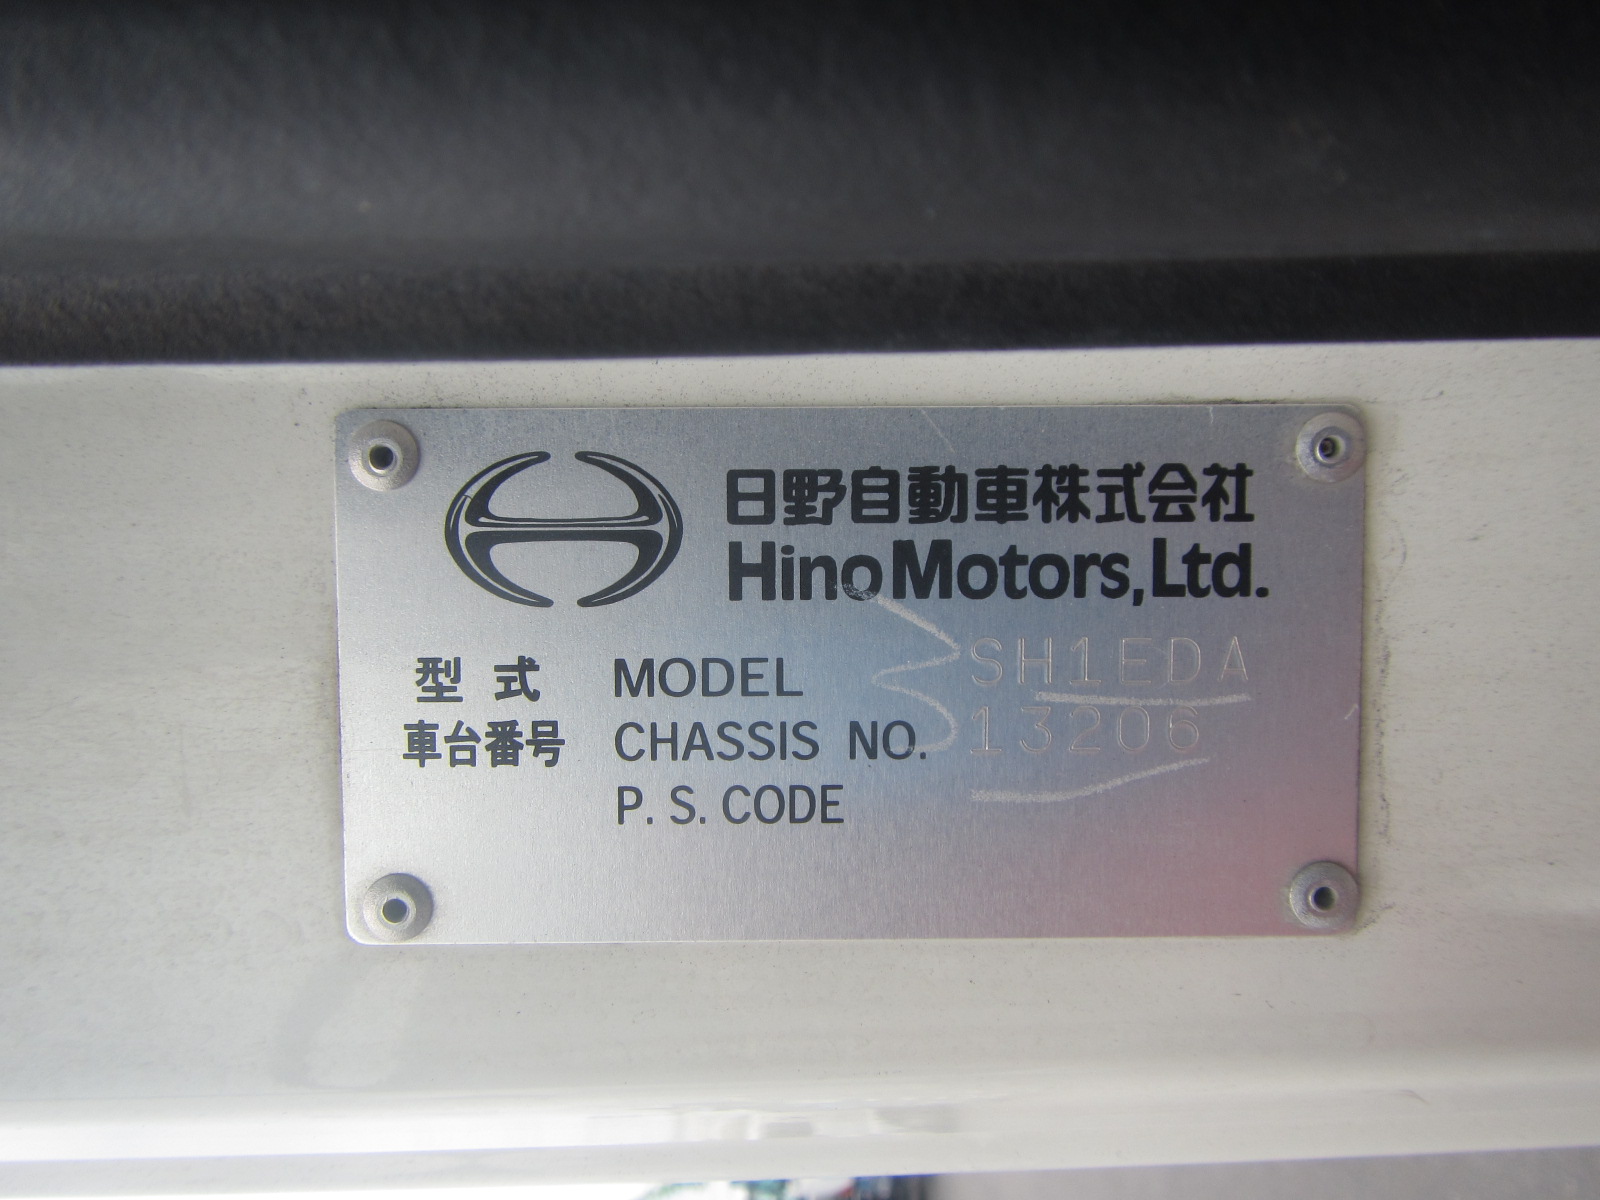 日野自動車株式会社
Hino Motors, Ltd.
型式 MODEL SH1EDA
車台番号 CHASSIS NO. 13206
P. S. CODE